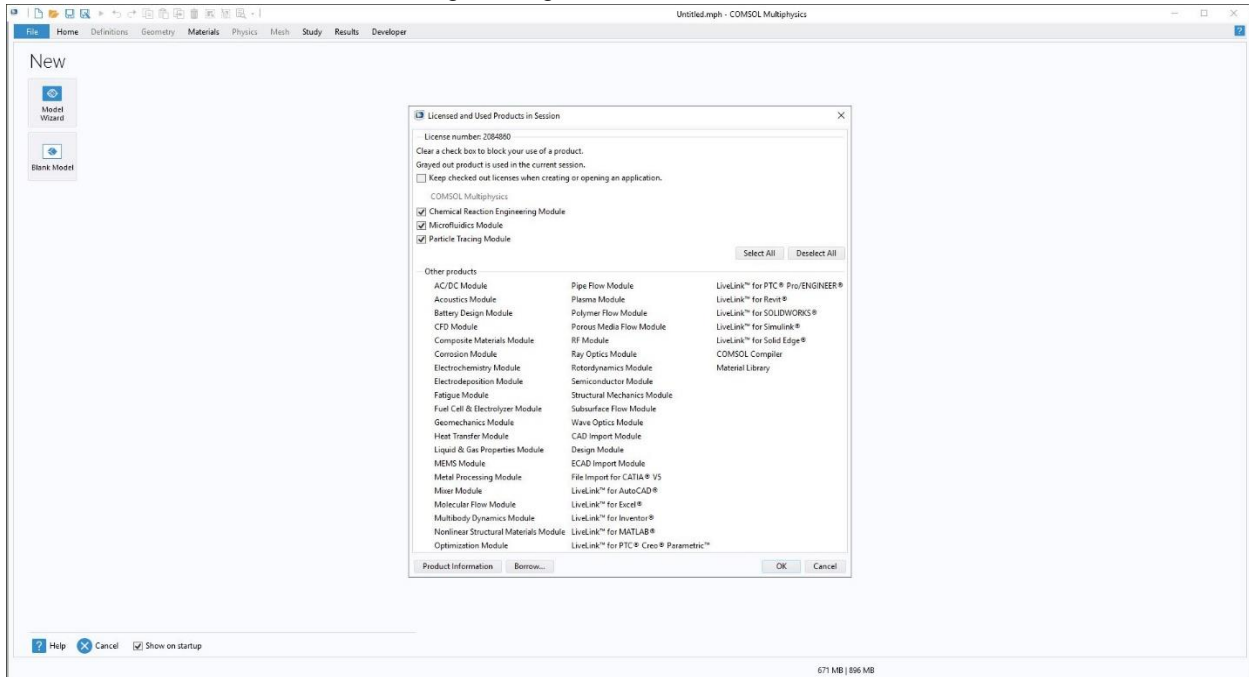 Untitled.mph - COMSOL Multiphysics
File Home Definitions Geometry Materials Physics Mesh Study Results Developer
New
Model
Wizard
Blank Model
Licensed and Used Products in Session
License number: 2084860
Clear a check box to block your use of a product.
Grayed out product is used in the current session.
Keep checked out licenses when creating or opening an application.
COMSOL Multiphysics
Chemical Reaction Engineering Module
Microfluidics Module
Particle Tracing Module
Select All Deselect All
Other products
AC/DC Module Pipe Flow Module LiveLink™ for PTC® Pro/ENGINEER®
Acoustics Module Plasma Module LiveLink™ for Revit®
Battery Design Module Polymer Flow Module LiveLink™ for SOLIDWORKS®
CFD Module Porous Media Flow Module LiveLink™ for Simulink®
Composite Materials Module RF Module LiveLink™ for Solid Edge®
Corrosion Module Ray Optics Module COMSOL Compiler
Electrochemistry Module Rotordynamics Module Material Library
Electrodeposition Module Semiconductor Module
Fatigue Module Structural Mechanics Module
Fuel Cell & Electrolyzer Module Subsurface Flow Module
Geomechanics Module Wave Optics Module
Heat Transfer Module CAD Import Module
Liquid & Gas Properties Module Design Module
MEMS Module ECAD Import Module
Metal Processing Module File Import for CATIA® V5
Mixer Module LiveLink™ for AutoCAD®
Molecular Flow Module LiveLink™ for Excel®
Multibody Dynamics Module LiveLink™ for Inventor®
Nonlinear Structural Materials Module LiveLink™ for MATLAB®
Optimization Module LiveLink™ for PTC® Creo® Parametric™
Product Information Borrow... OK Cancel
? Help Cancel Show on startup
671 MB | 896 MB